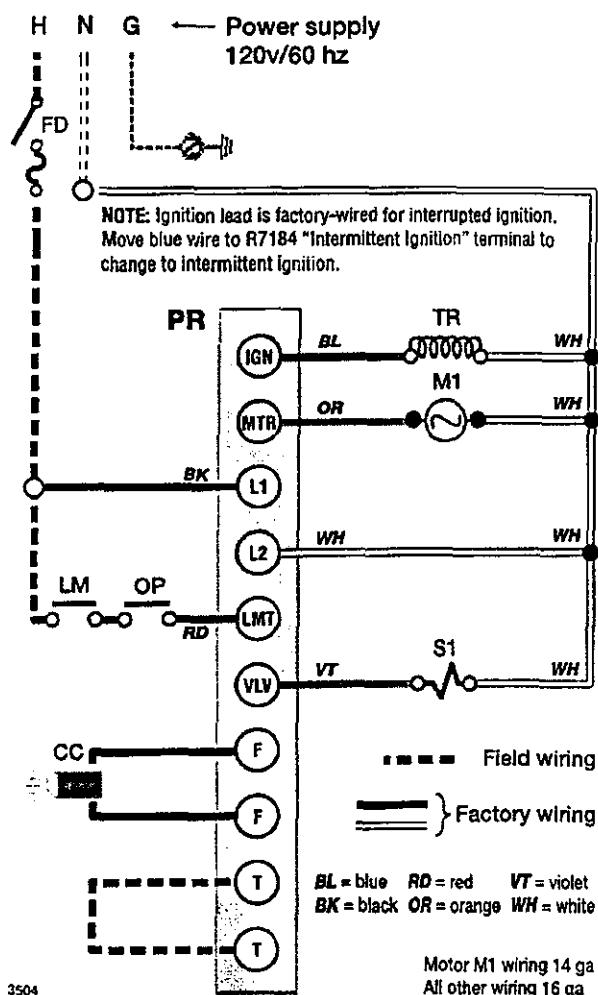 H N G ← Power supply
120v/60 hz
FD
NOTE: Ignition lead is factory-wired for interrupted ignition.
Move blue wire to R7184 "Intermittent Ignition" terminal to
change to intermittent ignition.
PR
TR
IGN BL WH
M1
MTR OR WH
BK L1
L2 WH WH
LM OP
RD LMT
S1
VLV VT WH
CC
F
F
T
T
Field wiring
Factory wiring
BL = blue RD = red VT = violet
BK = black OR = orange WH = white
Motor M1 wiring 14 ga
All other wiring 16 ga
3504